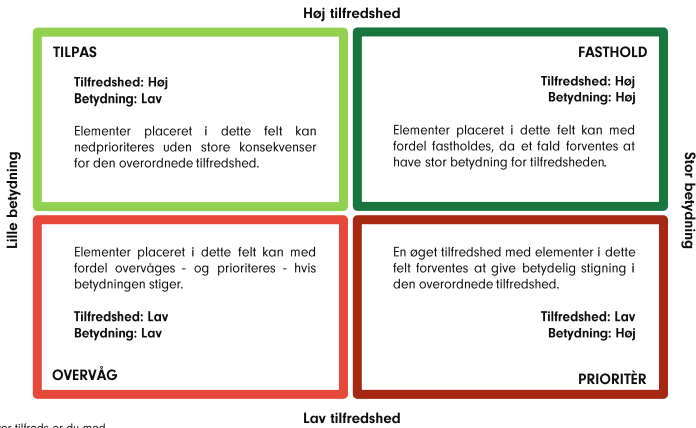 Høj tilfredshed
TILPAS
Tilfredshed: Høj
Betydning: Lav
Elementer placeret i dette felt kan
nedprioriteres uden store konsekvenser
for den overordnede tilfredshed.
FASTHOLD
Tilfredshed: Høj
Betydning: Høj
Elementer placeret i dette felt kan med
fordel fastholdes, da et fald forventes at
have stor betydning for tilfredsheden.
Lille betydning
Stor betydning
Elementer placeret i dette felt kan med
fordel overvåges - og prioriteres - hvis
betydningen stiger.
Tilfredshed: Lav
Betydning: Lav
OVERVÅG
En øget tilfredshed med elementer i dette
felt forventes at give betydelig stigning i
den overordnede tilfredshed.
Tilfredshed: Lav
Betydning: Høj
PRIORITÈR
Lav tilfredshed
tilfreds er du med